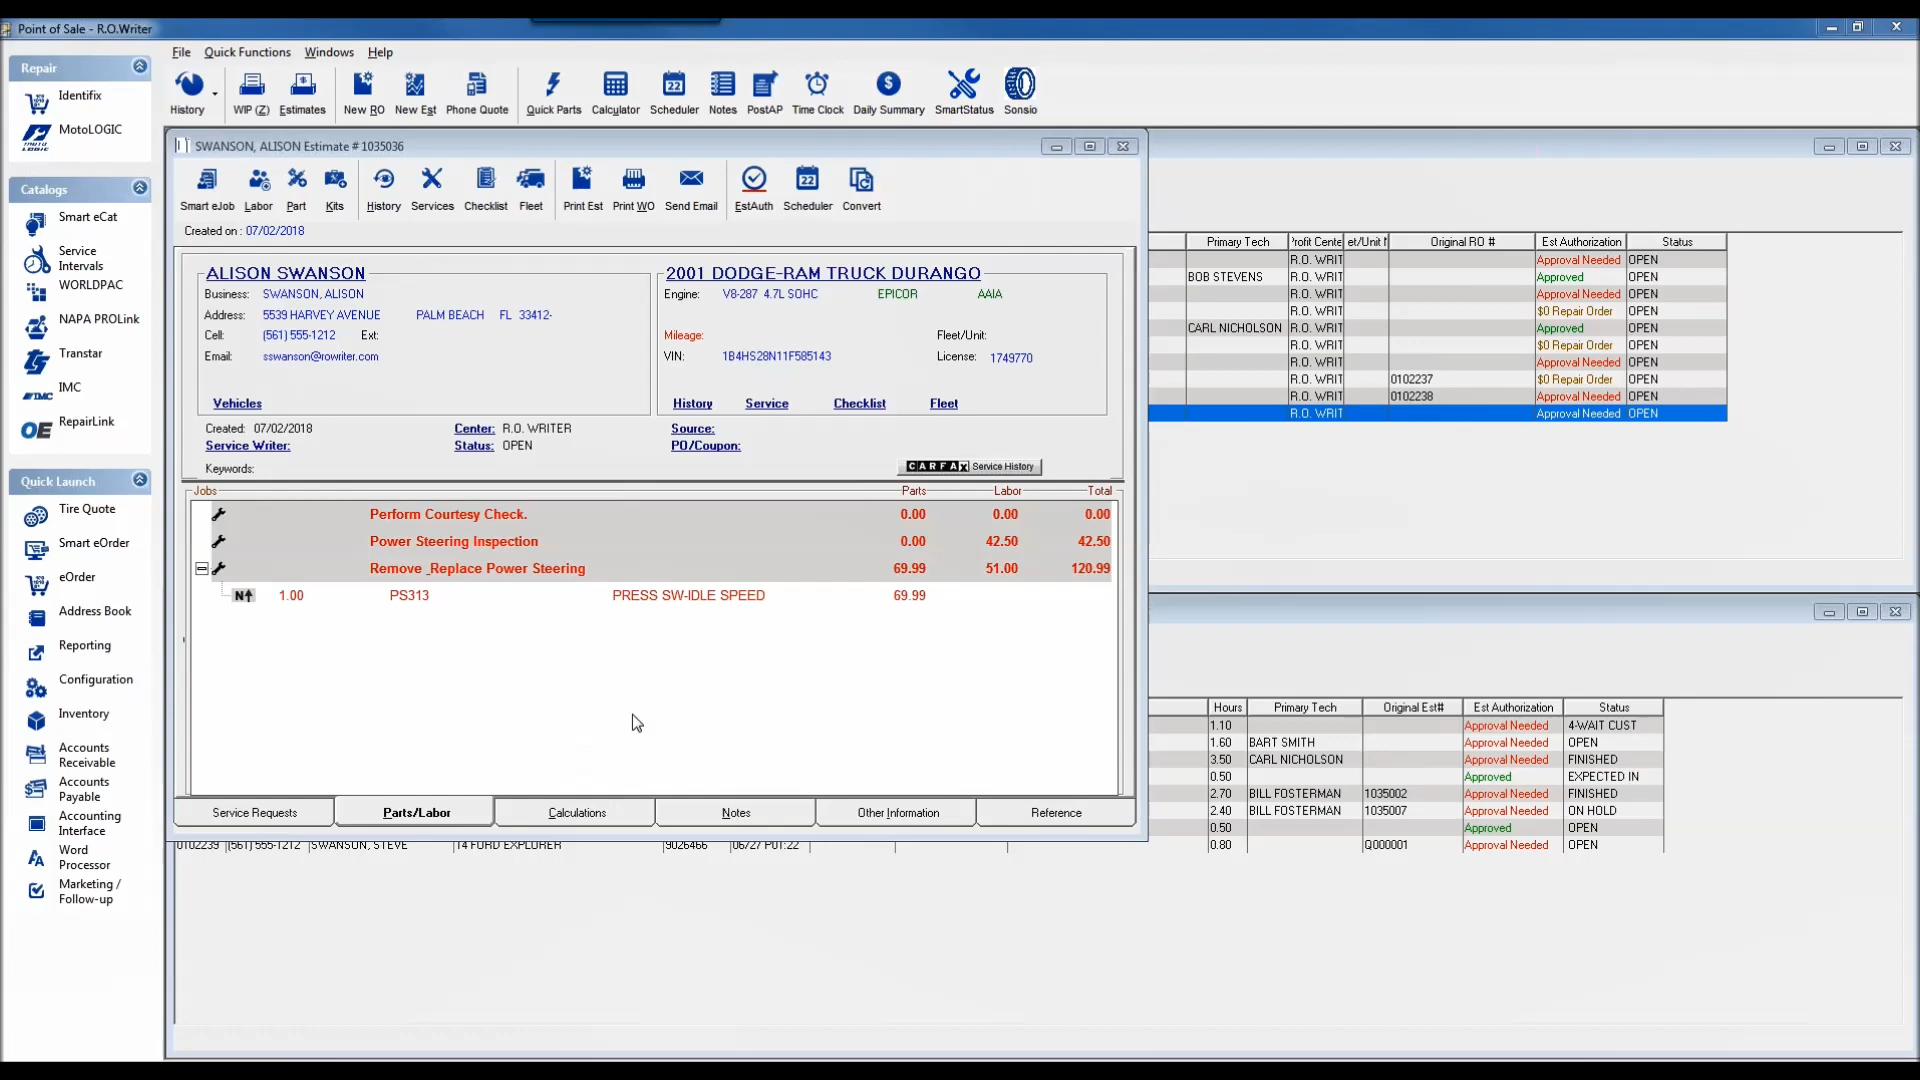 Point of Sale - R.O.Writer
File Quick Functions Windows Help
History WIP (Z) Estimates New RO New Est Phone Quote Quick Parts Calculator Scheduler Notes PostAP Time Clock Daily Summary SmartStatus Sonsio
Repair
Identifix
MotoLOGIC
Catalogs
Smart eCat
Service
Intervals
WORLDPAC
NAPA PROLink
Transtar
IMC
RepairLink
Quick Launch
Tire Quote
Smart eOrder
eOrder
Address Book
Reporting
Configuration
Inventory
Accounts
Receivable
Accounts
Payable
Accounting
Interface
Word
Processor
Marketing /
Follow-up
SWANSON, ALISON Estimate # 1035036
Smart eJob Labor Part Kits History Services Checklist Fleet Print Est Print WO Send Email EstAuth Scheduler Convert
Created on : 07/02/2018
ALISON SWANSON
Business: SWANSON, ALISON
Address: 5539 HARVEY AVENUE PALM BEACH FL 33412-
Cell: (561) 555-1212 Ext:
Email: sswanson@rowriter.com
Vehicles
2001 DODGE-RAM TRUCK DURANGO
Engine: V8-287 4.7L SOHC EPICOR AAIA
Mileage: Fleet/Unit:
VIN: 1B4HS28N11F585143 License: 1749770
History Service Checklist Fleet
Created: 07/02/2018 Center: R.O. WRITER Source:
Service Writer: Status: OPEN PO/Coupon:
Keywords: CARFAX Service History
Jobs Parts Labor Total
Perform Courtesy Check. 0.00 0.00 0.00
Power Steering Inspection 0.00 42.50 42.50
Remove _Replace Power Steering 69.99 51.00 120.99
N 1.00 PS313 PRESS SW-IDLE SPEED 69.99
Service Requests Parts/Labor Calculations Notes Other Information Reference
0102239 (561) 555-1212 SWANSON, STEVE 14 FORD EXPLORER 9026466 06/27 PUT:22
Primary Tech Original RO # Est Authorization Status
R.O. WRIT Approval Needed OPEN
BOB STEVENS R.O. WRIT Approved OPEN
R.O. WRIT Approval Needed OPEN
R.O. WRIT $0 Repair Order OPEN
CARL NICHOLSON R.O. WRIT Approved OPEN
R.O. WRIT $0 Repair Order OPEN
R.O. WRIT Approval Needed OPEN
R.O. WRIT 0102237 $0 Repair Order OPEN
R.O. WRIT 0102238 Approval Needed OPEN
R.O. WRIT Approval Needed OPEN
Hours Primary Tech Original Est# Est Authorization Status
1.10 Approval Needed 4-WAIT CUST
1.60 BART SMITH Approval Needed OPEN
3.50 CARL NICHOLSON Approval Needed FINISHED
0.50 Approved EXPECTED IN
2.70 BILL FOSTERMAN 1035002 Approval Needed FINISHED
2.40 BILL FOSTERMAN 1035007 Approval Needed ON HOLD
0.50 Approved OPEN
0.80 Q000001 Approval Needed OPEN